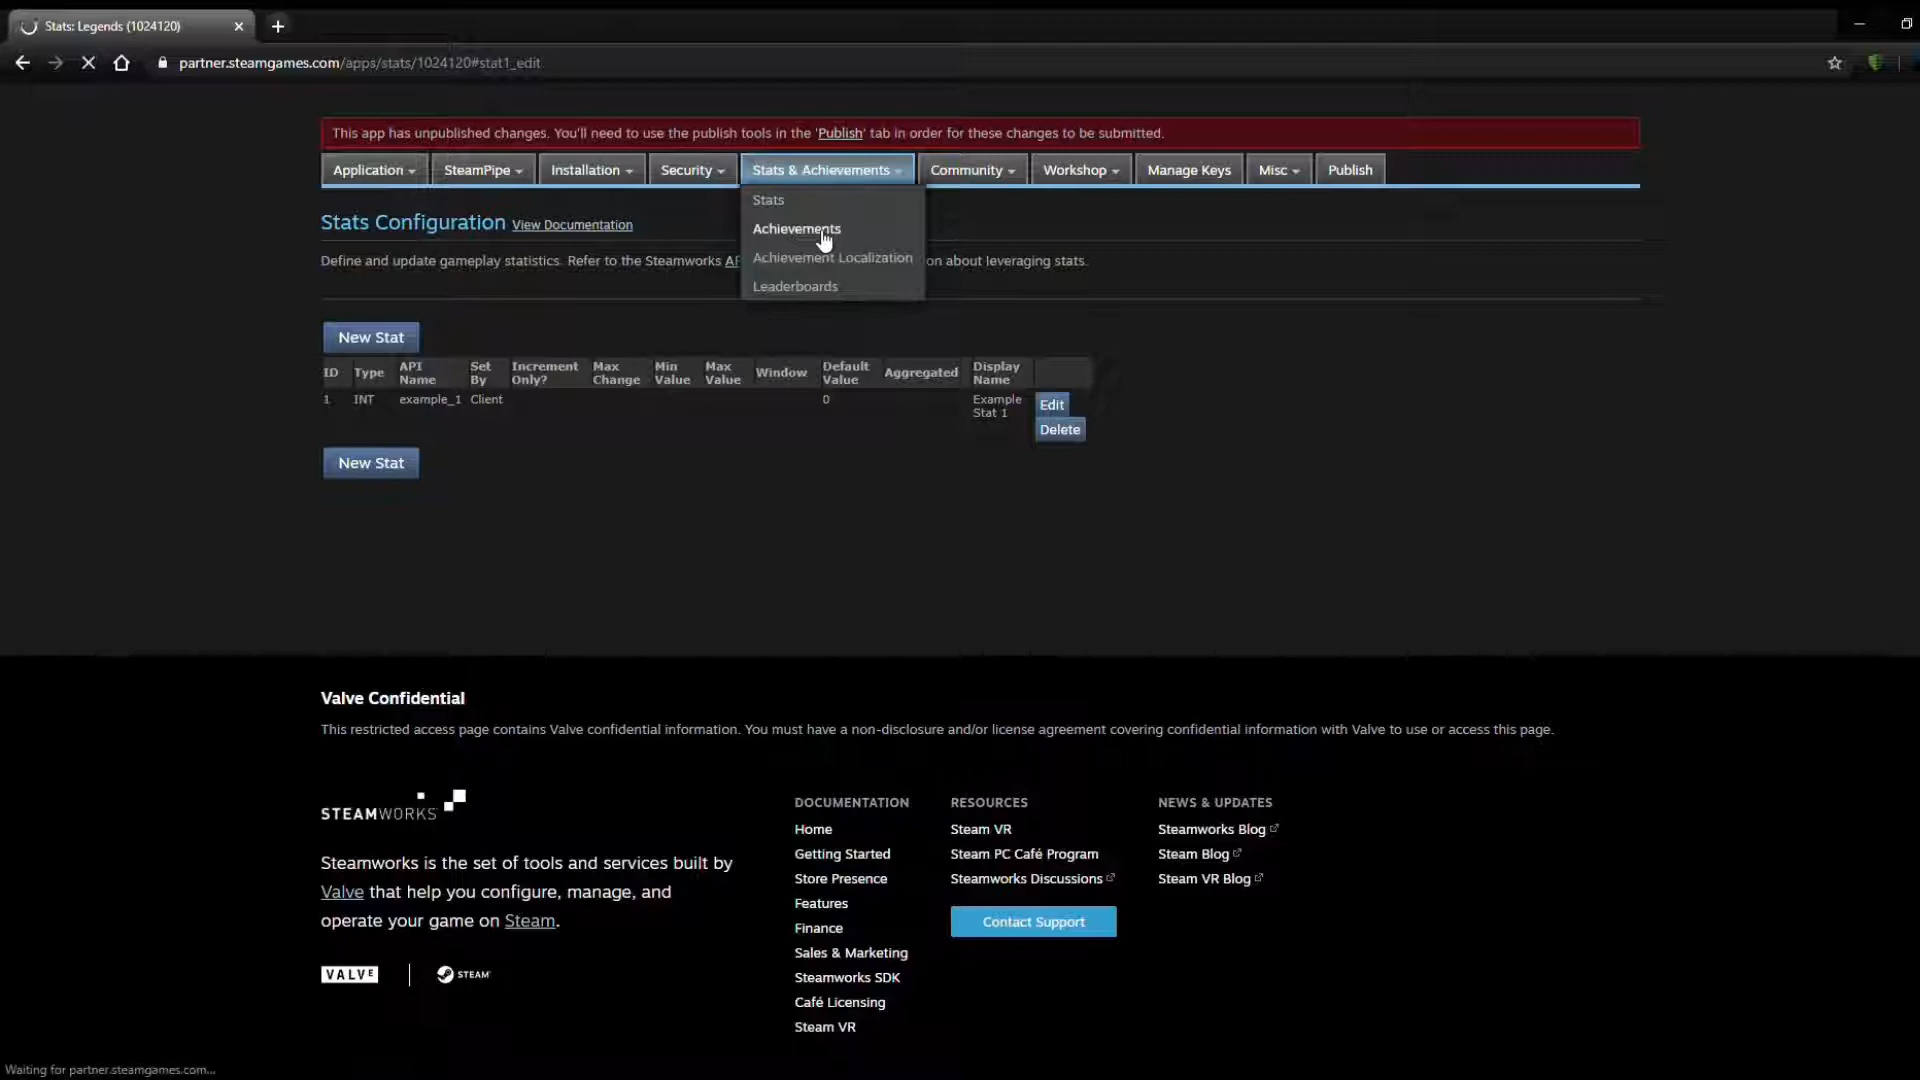 Stats: Legends (1024120)
partner.steamgames.com/apps/stats/1024120#stat1_edit
This app has unpublished changes. You'll need to use the publish tools in the 'Publish' tab in order for these changes to be submitted.
Application SteamPipe Installation Security Stats & Achievements Community Workshop Manage Keys Misc Publish
Stats
Achievements
Achievement Localization
Leaderboards
Stats Configuration View Documentation
Define and update gameplay statistics. Refer to the Steamworks on about leveraging stats.
New Stat
ID Type API Name Set By Increment Only? Max Change Min Value Max Value Window Default Value Aggregated Display Name
1 INT example_1 Client 0 Example Stat 1 Edit
Delete
New Stat
Valve Confidential
This restricted access page contains Valve confidential information. You must have a non-disclosure and/or license agreement covering confidential information with Valve to use or access this page.
STEAMWORKS
Steamworks is the set of tools and services built by
Valve that help you configure, manage, and
operate your game on Steam.
VALVE STEAM
DOCUMENTATION
Home
Getting Started
Store Presence
Features
Finance
Sales & Marketing
Steamworks SDK
Café Licensing
Steam VR
RESOURCES
Steam VR
Steam PC Café Program
Steamworks Discussions
Contact Support
NEWS & UPDATES
Steamworks Blog
Steam Blog
Steam VR Blog
Waiting for partner.steamgames.com...